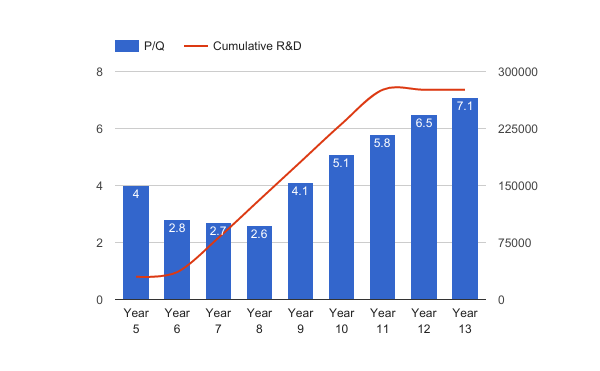 P/Q Cumulative R&D
8 300000
6 225000
4 150000
2 75000
0 0
4 2.8 2.7 2.6 4.1 5.1 5.8 6.5 7.1
Year Year Year Year Year Year Year Year Year
5 6 7 8 9 10 11 12 13